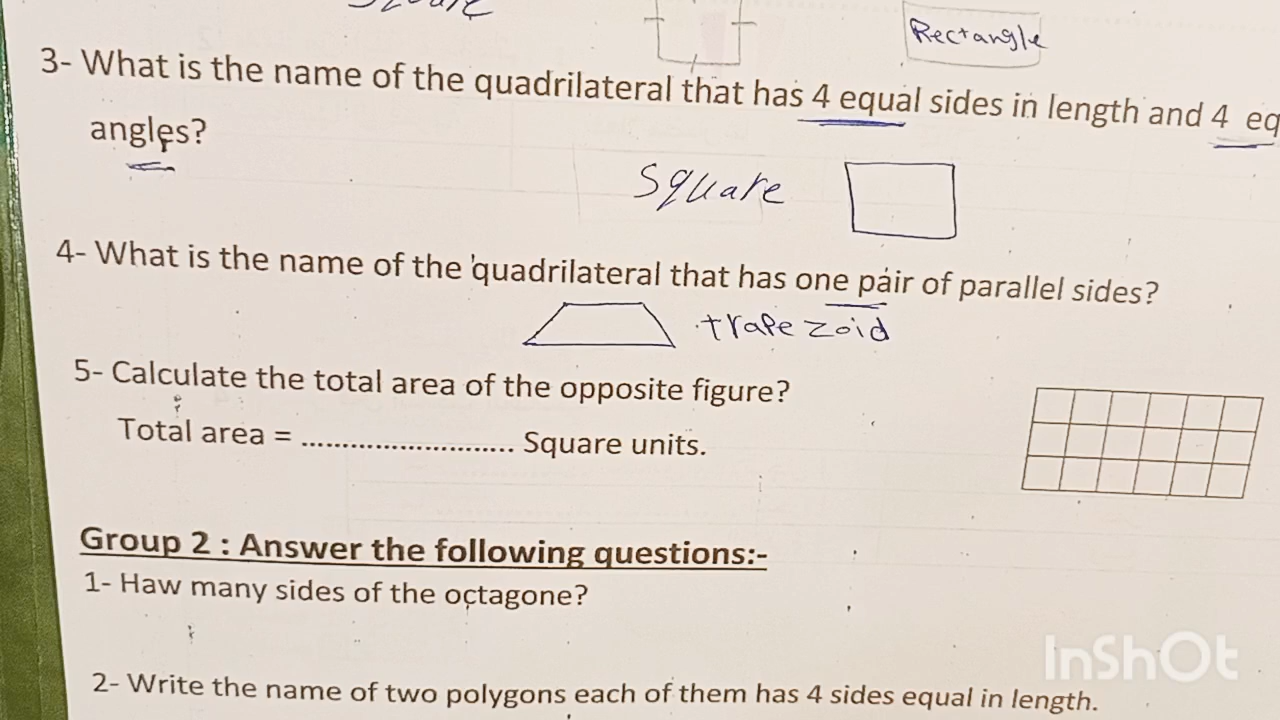 Square
Rectangle
3- What is the name of the quadrilateral that has 4 equal sides in length and 4 eq
angles?
Square
4- What is the name of the quadrilateral that has one pair of parallel sides?
trapezoid
5- Calculate the total area of the opposite figure?
Total area = .......................... Square units.
Group 2 : Answer the following questions:-
1- Haw many sides of the octagone?
InShOt
2- Write the name of two polygons each of them has 4 sides equal in length.